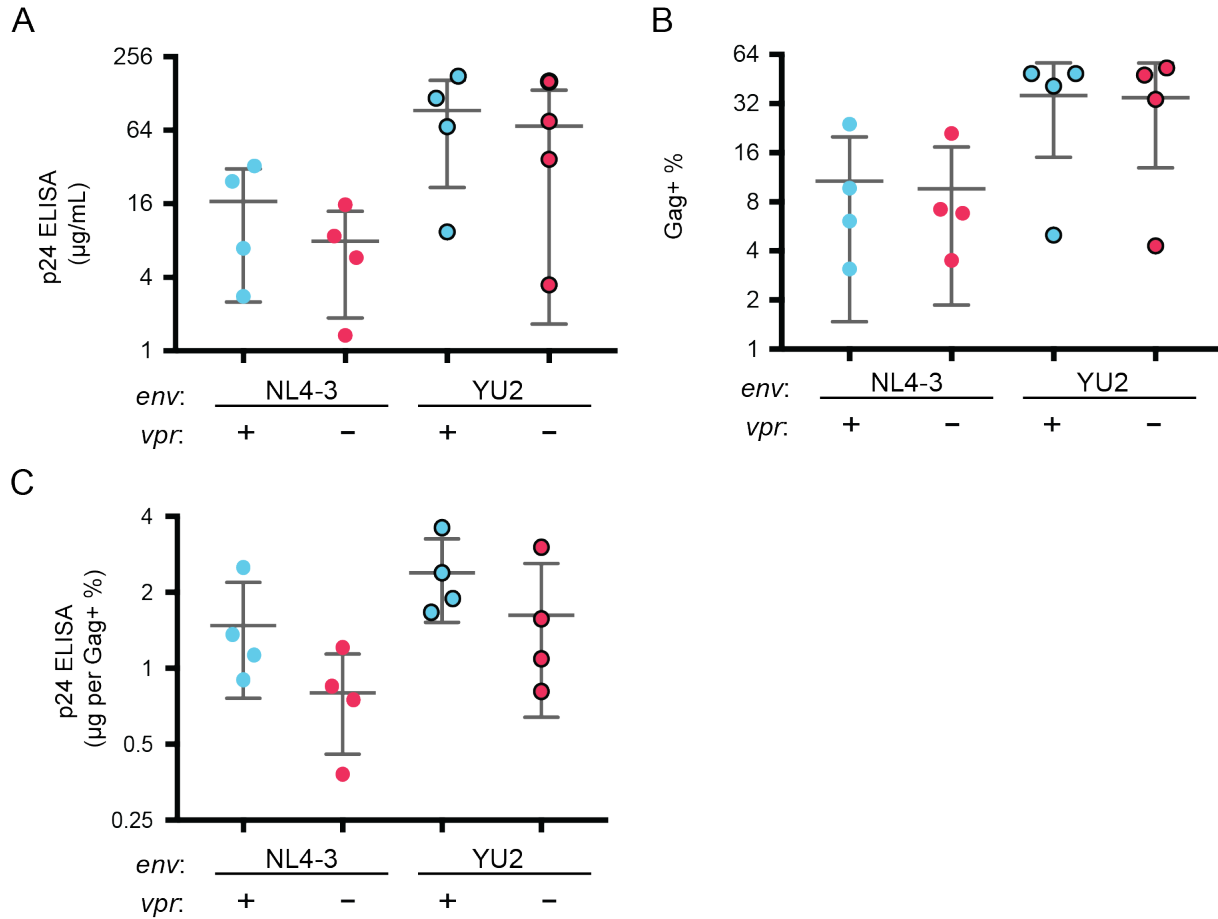 A
p24 ELISA
(µg/mL)
256
64
16
4
1
env: NL4-3 YU2
vpr: + − + −
B
Gag+ %
64
32
16
8
4
2
1
env: NL4-3 YU2
vpr: + − + −
C
p24 ELISA
(µg per Gag+ %)
4
2
1
0.5
0.25
env: NL4-3 YU2
vpr: + − + −